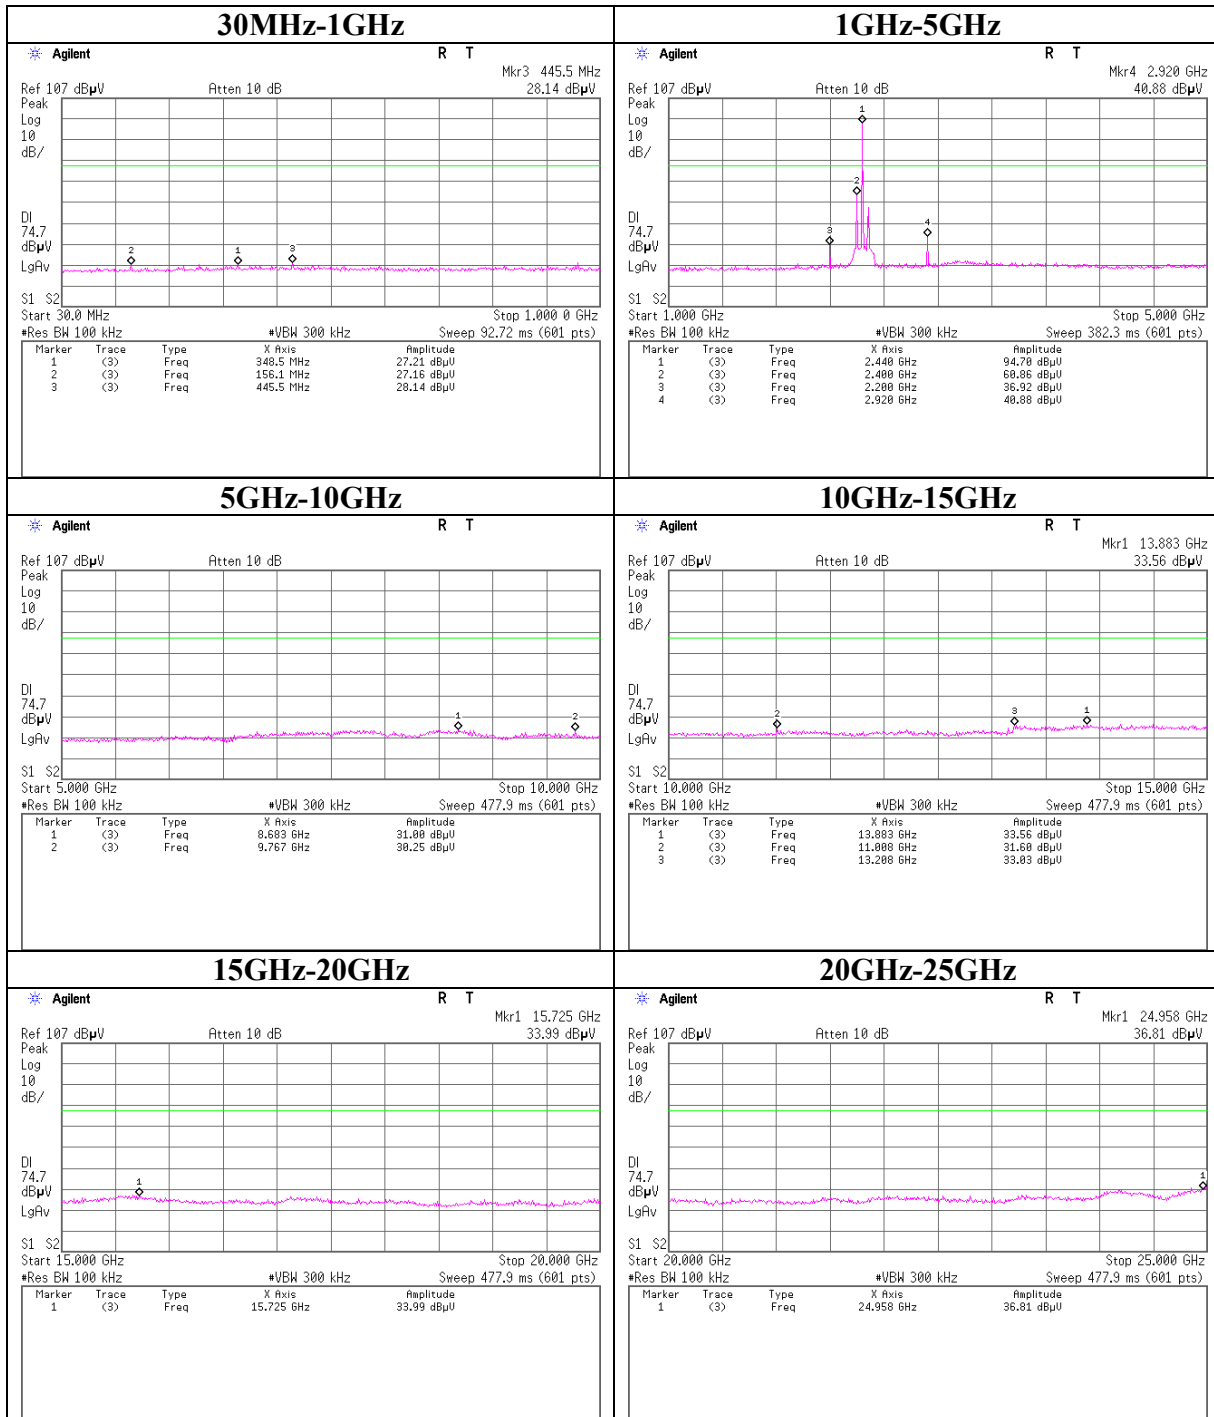 30MHz-1GHz
Agilent R T
Mkr3 445.5 MHz
Ref 107 dBµV Atten 10 dB 28.14 dBµV
Peak
Log
10
dB/
2 1 3
DI
74.7
dBµV
LgAv
S1 S2
Start 30.0 MHz Stop 1.000 0 GHz
#Res BW 100 kHz #VBW 300 kHz Sweep 92.72 ms (601 pts)
Marker Trace Type X Axis Amplitude
1 (3) Freq 348.5 MHz 27.21 dBµV
2 (3) Freq 156.1 MHz 27.16 dBµV
3 (3) Freq 445.5 MHz 28.14 dBµV
1GHz-5GHz
Agilent R T
Mkr4 2.920 GHz
Ref 107 dBµV Atten 10 dB 40.88 dBµV
Peak
Log
10
dB/
1
2
3 4
DI
74.7
dBµV
LgAv
S1 S2
Start 1.000 GHz Stop 5.000 GHz
#Res BW 100 kHz #VBW 300 kHz Sweep 382.3 ms (601 pts)
Marker Trace Type X Axis Amplitude
1 (3) Freq 2.440 GHz 94.70 dBµV
2 (3) Freq 2.400 GHz 60.86 dBµV
3 (3) Freq 2.200 GHz 36.92 dBµV
4 (3) Freq 2.920 GHz 40.88 dBµV
5GHz-10GHz
Agilent R T
Ref 107 dBµV Atten 10 dB
Peak
Log
10
dB/
1 2
DI
74.7
dBµV
LgAv
S1 S2
Start 5.000 GHz Stop 10.000 GHz
#Res BW 100 kHz #VBW 300 kHz Sweep 477.9 ms (601 pts)
Marker Trace Type X Axis Amplitude
1 (3) Freq 8.683 GHz 31.00 dBµV
2 (3) Freq 9.767 GHz 30.25 dBµV
10GHz-15GHz
Agilent R T
Mkr1 13.883 GHz
Ref 107 dBµV Atten 10 dB 33.56 dBµV
Peak
Log
10
dB/
2 3 1
DI
74.7
dBµV
LgAv
S1 S2
Start 10.000 GHz Stop 15.000 GHz
#Res BW 100 kHz #VBW 300 kHz Sweep 477.9 ms (601 pts)
Marker Trace Type X Axis Amplitude
1 (3) Freq 13.883 GHz 33.56 dBµV
2 (3) Freq 11.008 GHz 31.60 dBµV
3 (3) Freq 13.208 GHz 33.03 dBµV
15GHz-20GHz
Agilent R T
Mkr1 15.725 GHz
Ref 107 dBµV Atten 10 dB 33.99 dBµV
Peak
Log
10
dB/
1
DI
74.7
dBµV
LgAv
S1 S2
Start 15.000 GHz Stop 20.000 GHz
#Res BW 100 kHz #VBW 300 kHz Sweep 477.9 ms (601 pts)
Marker Trace Type X Axis Amplitude
1 (3) Freq 15.725 GHz 33.99 dBµV
20GHz-25GHz
Agilent R T
Mkr1 24.958 GHz
Ref 107 dBµV Atten 10 dB 36.81 dBµV
Peak
Log
10
dB/
1
DI
74.7
dBµV
LgAv
S1 S2
Start 20.000 GHz Stop 25.000 GHz
#Res BW 100 kHz #VBW 300 kHz Sweep 477.9 ms (601 pts)
Marker Trace Type X Axis Amplitude
1 (3) Freq 24.958 GHz 36.81 dBµV